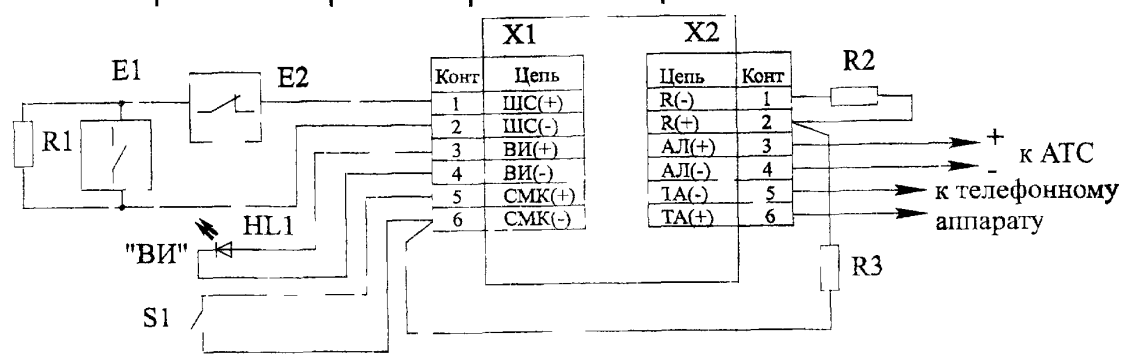 X1
X2
E1
E2
R2
Конт Цепь
Цепь Конт
1 ШС(+)
R(-) 1
2 ШС(-)
R(+) 2
R1
3 ВИ(+)
АЛ(+) 3
+
к АТС
4 ВИ(-)
АЛ(-) 4
-
5 СМК(+)
ТА(-) 5
к телефонному
6 СМК(-)
ТА(+) 6
аппарату
HL1
"ВИ"
R3
S1